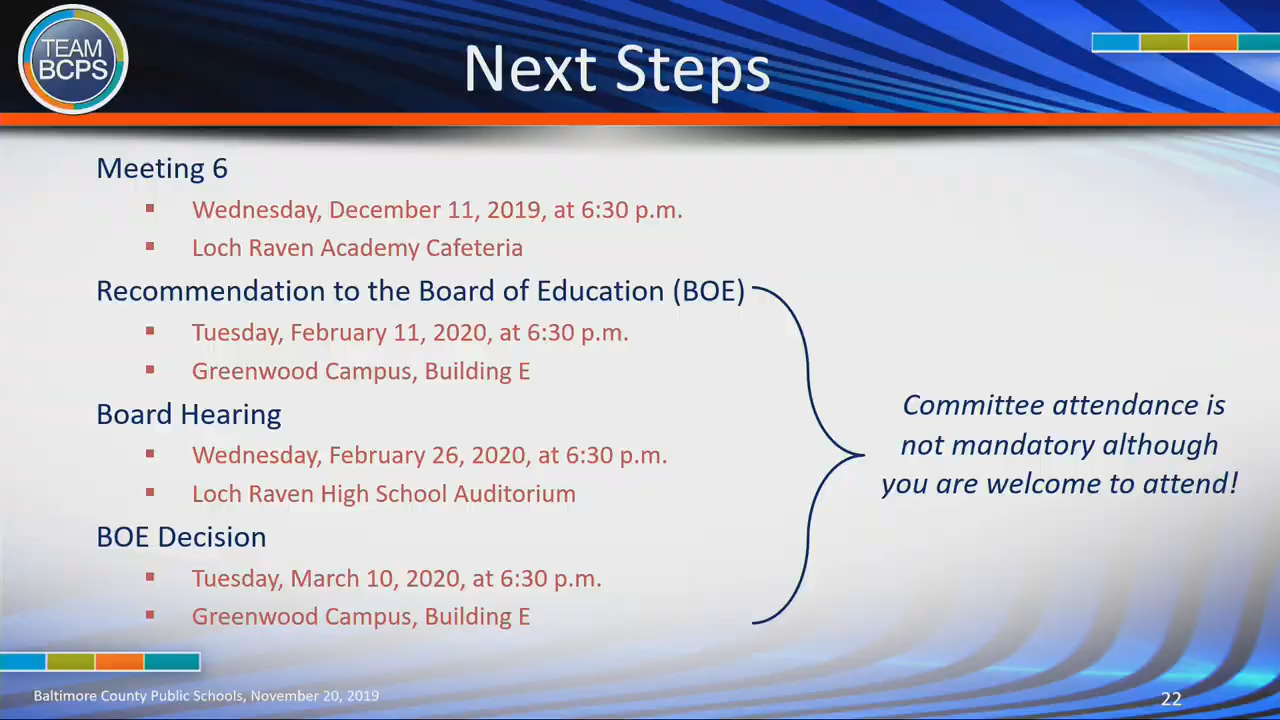 TEAM
BCPS
Next Steps
Meeting 6
Wednesday, December 11, 2019, at 6:30 p.m.
Loch Raven Academy Cafeteria
Recommendation to the Board of Education (BOE)
Tuesday, February 11, 2020, at 6:30 p.m.
Greenwood Campus, Building E
Board Hearing
Wednesday, February 26, 2020, at 6:30 p.m.
Loch Raven High School Auditorium
BOE Decision
Tuesday, March 10, 2020, at 6:30 p.m.
Greenwood Campus, Building E
Committee attendance is
not mandatory although
you are welcome to attend!
Baltimore County Public Schools, November 20, 2019
22